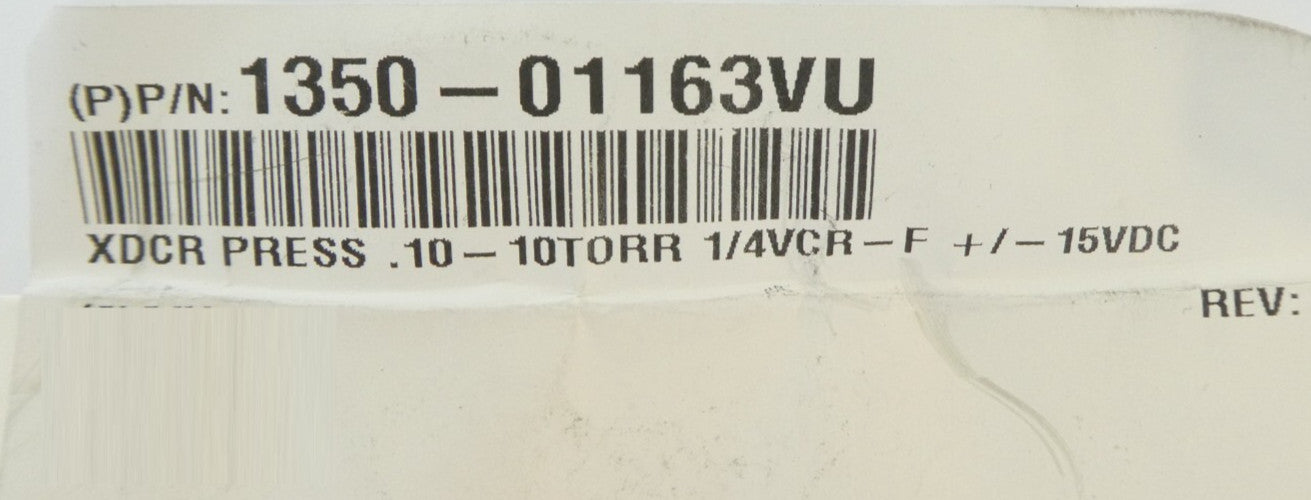 (P)P/N: 1350-01163VU
XDCR PRESS .10-10TORR 1/4VCR-F +/-15VDC
REV: